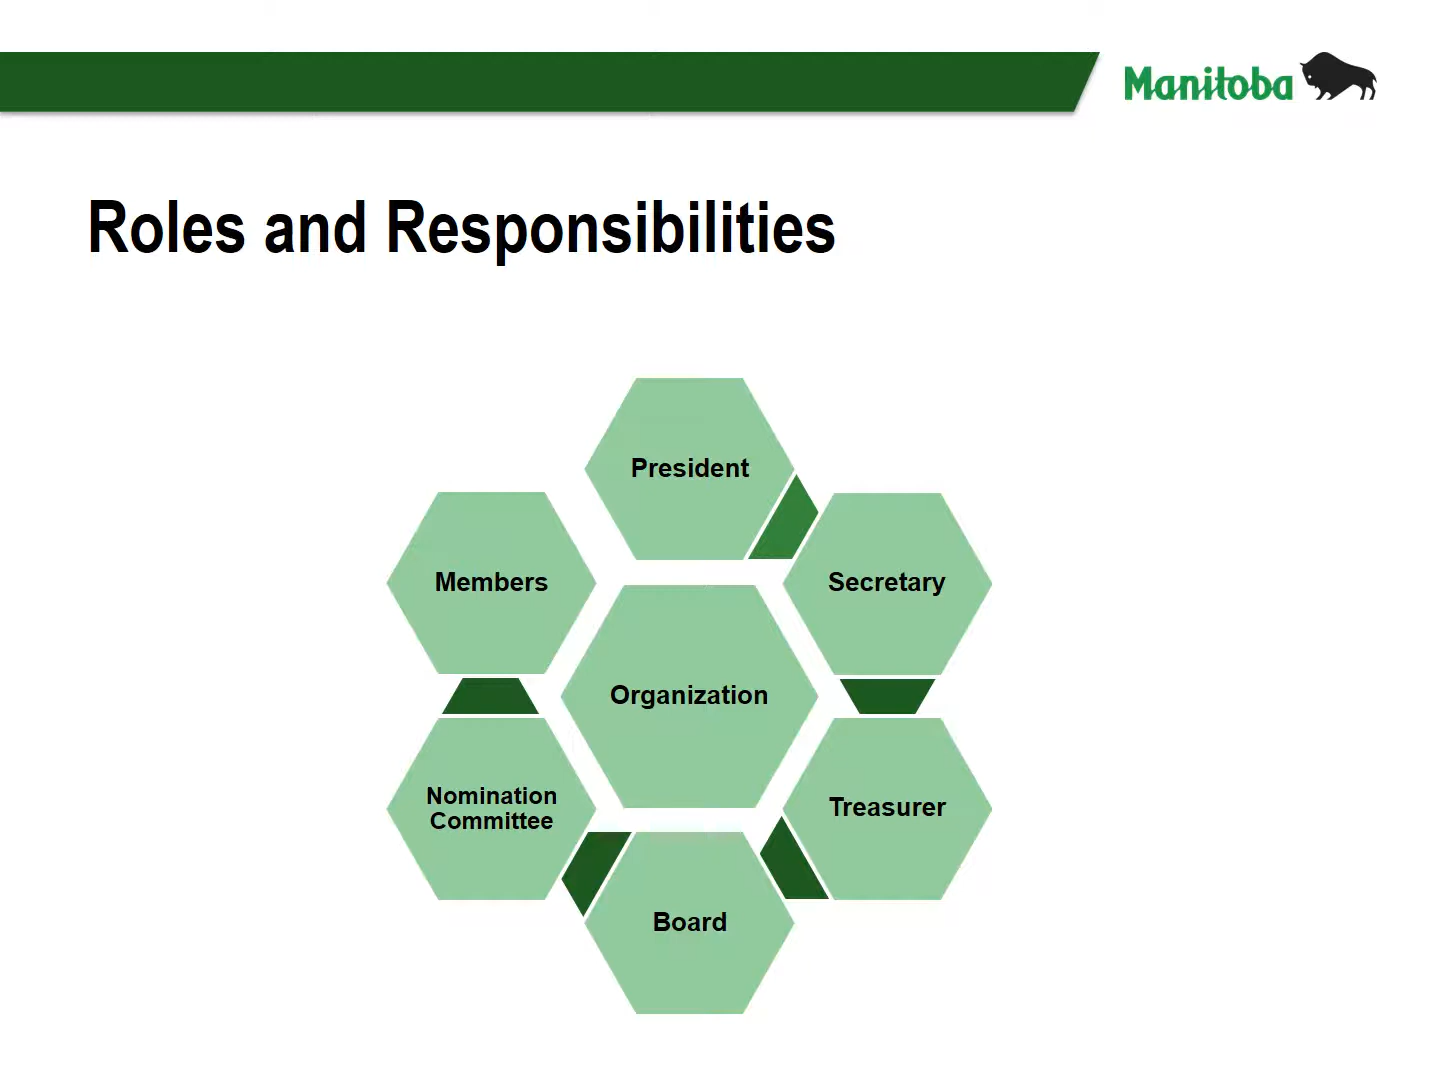 Manitoba
Roles and Responsibilities
President
Members
Secretary
Organization
Nomination
Committee
Treasurer
Board